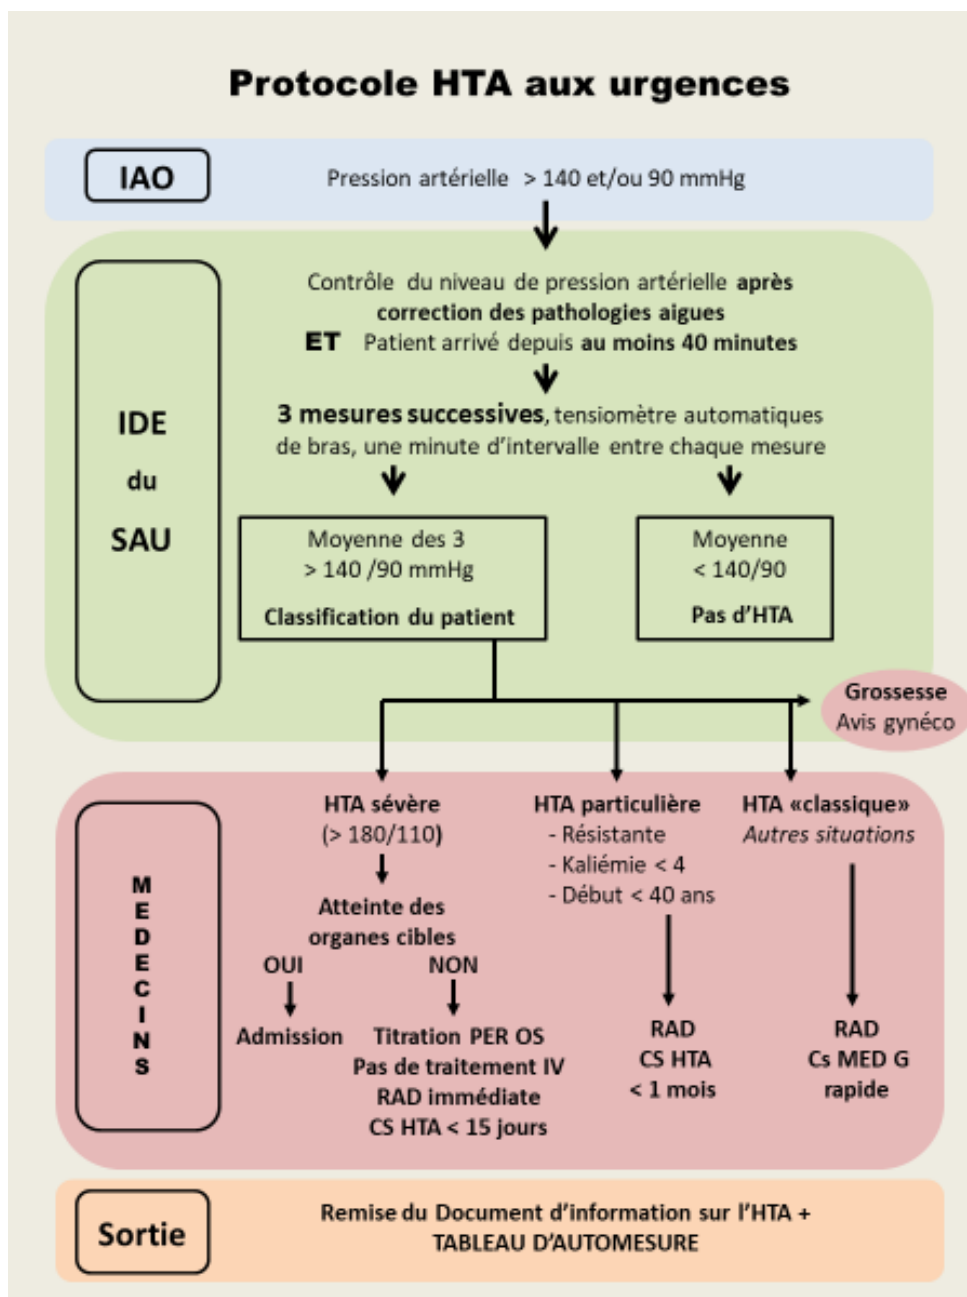 Protocole HTA aux urgences
IAO
Pression artérielle > 140 et/ou 90 mmHg
IDE
du
SAU
Contrôle du niveau de pression artérielle après
correction des pathologies aigues
ET Patient arrivé depuis au moins 40 minutes
3 mesures successives, tensiomètre automatiques
de bras, une minute d'intervalle entre chaque mesure
Moyenne des 3
> 140 /90 mmHg
Classification du patient
Moyenne
< 140/90
Pas d'HTA
Grossesse
Avis gynéco
MEDECINS
HTA sévère
(> 180/110)
Atteinte des
organes cibles
OUI
NON
Admission
Titration PER OS
Pas de traitement IV
RAD immédiate
CS HTA < 15 jours
HTA particulière
- Résistante
- Kaliémie < 4
- Début < 40 ans
RAD
CS HTA
< 1 mois
HTA «classique»
Autres situations
RAD
Cs MED G
rapide
Sortie
Remise du Document d'information sur l'HTA +
TABLEAU D'AUTOMESURE